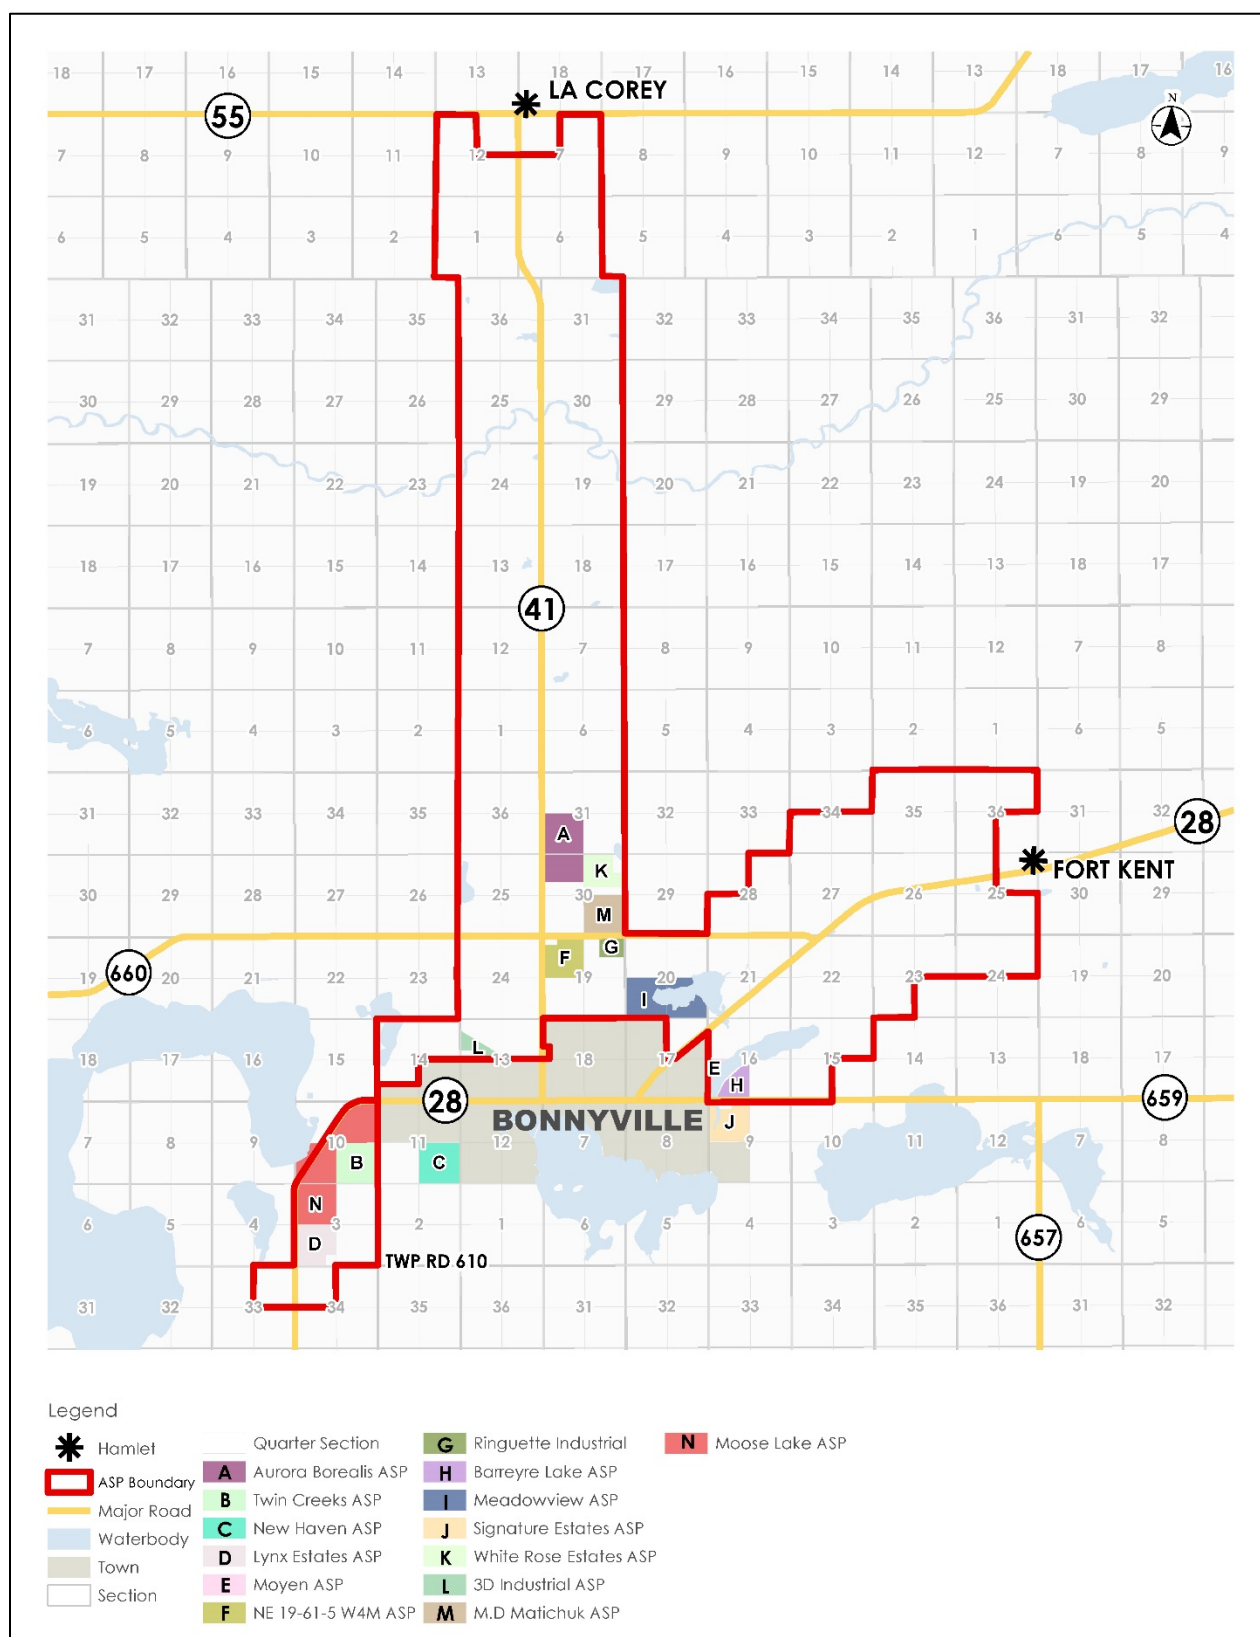 18 17 16 15 14 13 18 17 16 15 14 13 18 17 16
LA COREY
N
55
7 8 9 10 11 12 7 8 9 10 11 12 7 8 9
6 5 4 3 2 1 6 5 4 3 2 1 6 5 4
31 32 33 34 35 36 31 32 33 34 35 36 31 32
30 29 28 27 26 25 30 29 28 27 26 25 30 29
19 20 21 22 23 24 20 21 22 23 24 19 20
18 17 16 15 14 13 18 17 16 15 14 13 18 17
41
7 8 9 10 11 12 7 8 9 10 11 12 7 8
6 5 4 3 2 1 6 5 4 3 2 1 6 5
31 32 33 34 35 36 31 32 33 34 35 36 31 32
28
A
FORT KENT
K
30 29 28 27 26 25 30 29 28 27 26 25 30 29
M
G
F
660
19 20 21 22 23 24 19 20 21 22 23 24 19 20
I
L
18 17 16 15 14 13 18 17 16 15 14 18 17
E
H
28
659
BONNYVILLE
J
7 8 9 10 11 12 7 8 9 10 11 12 7 8
B
C
N
6 5 4 3 2 1 6 5 4 3 2 1 6 5
D
657
TWP RD 610
31 32 33 34 35 36 31 32 33 34 35 36 31 32
Legend
Hamlet
ASP Boundary
Major Road
Waterbody
Town
Section
Quarter Section
A Aurora Borealis ASP
B Twin Creeks ASP
C New Haven ASP
D Lynx Estates ASP
E Moyen ASP
F NE 19-61-5 W4M ASP
G Ringuette Industrial
H Barreyre Lake ASP
I Meadowview ASP
J Signature Estates ASP
K White Rose Estates ASP
L 3D Industrial ASP
M M.D Matichuk ASP
N Moose Lake ASP